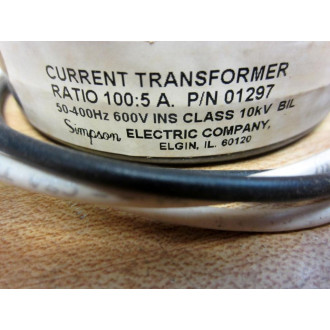 CURRENT TRANSFORMER
RATIO 100:5 A. P/N 01297
50-400Hz 600V INS CLASS 10kV BIL
Simpson ELECTRIC COMPANY,
ELGIN, IL. 60120